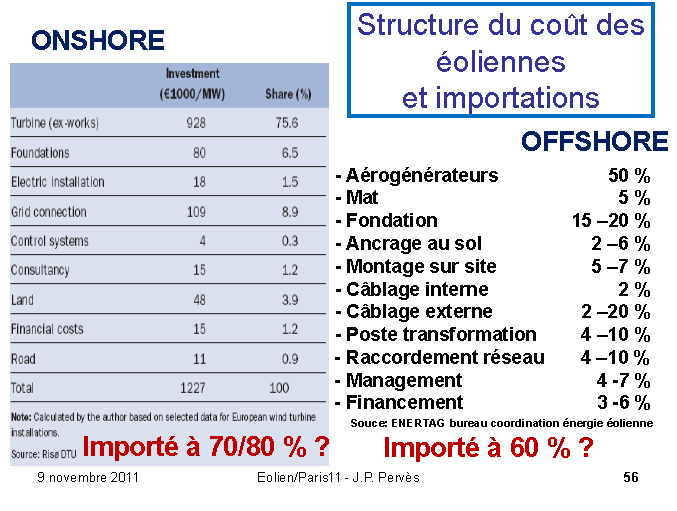 ONSHORE
Structure du coût des
éoliennes
et importations
Investment
(€1000/MW) Share (%)
Turbine (ex-works) 928 75.6
Foundations 80 6.5
Electric installation 18 1.5
Grid connection 109 8.9
Control systems 4 0.3
Consultancy 15 1.2
Land 48 3.9
Financial costs 15 1.2
Road 11 0.9
Total 1227 100
Note: Calculated by the author based on selected data for European wind turbine
installations.
Source: Risø DTU
Importé à 70/80 % ?
OFFSHORE
- Aérogénérateurs 50 %
- Mat 5 %
- Fondation 15 –20 %
- Ancrage au sol 2 –6 %
- Montage sur site 5 –7 %
- Câblage interne 2 %
- Câblage externe 2 –20 %
- Poste transformation 4 –10 %
- Raccordement réseau 4 –10 %
- Management 4 -7 %
- Financement 3 -6 %
Souce: ENERTAG bureau coordination énergie éolienne
Importé à 60 % ?
9 novembre 2011 Eolien/Paris11 - J.P. Pervès 56